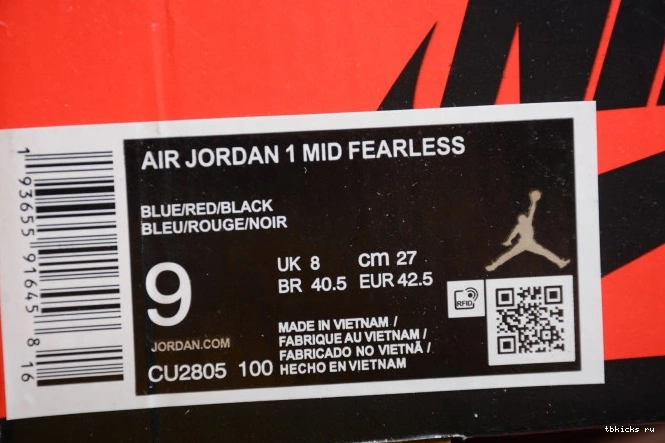 AIR JORDAN 1 MID FEARLESS
BLUE/RED/BLACK
BLEU/ROUGE/NOIR
9
UK 8 cm 27
BR 40.5 EUR 42.5
RFID
JORDAN.COM
CU2805 100
MADE IN VIETNAM /
FABRIQUE AU VIETNAM /
FABRICADO NO VIETNÃ /
HECHO EN VIETNAM
1 93655 91645 8 16
tbkicks ru